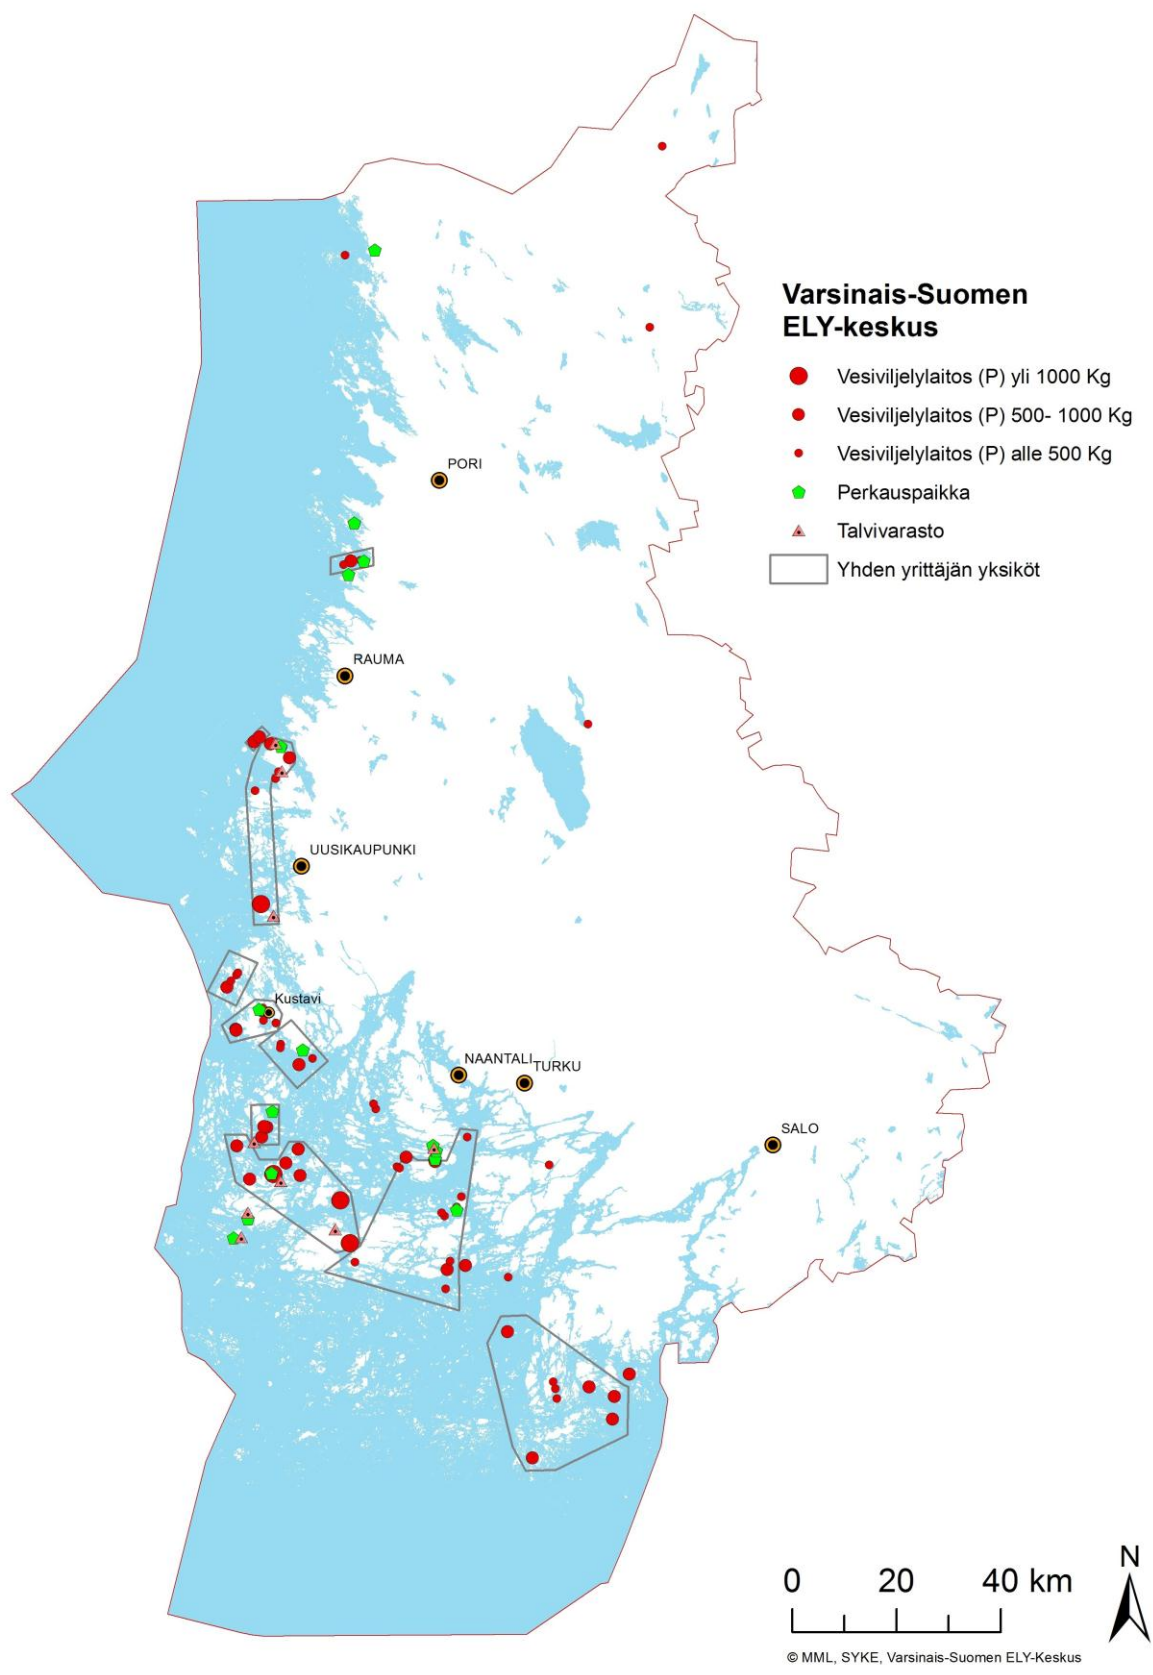 Varsinais-Suomen
ELY-keskus
Vesiviljelylaitos (P) yli 1000 Kg
Vesiviljelylaitos (P) 500- 1000 Kg
Vesiviljelylaitos (P) alle 500 Kg
Perkauspaikka
Talvivarasto
Yhden yrittäjän yksiköt
PORI
RAUMA
UUSIKAUPUNKI
Kustavi
NAANTALI
TURKU
SALO
N
0 20 40 km
© MML, SYKE, Varsinais-Suomen ELY-Keskus